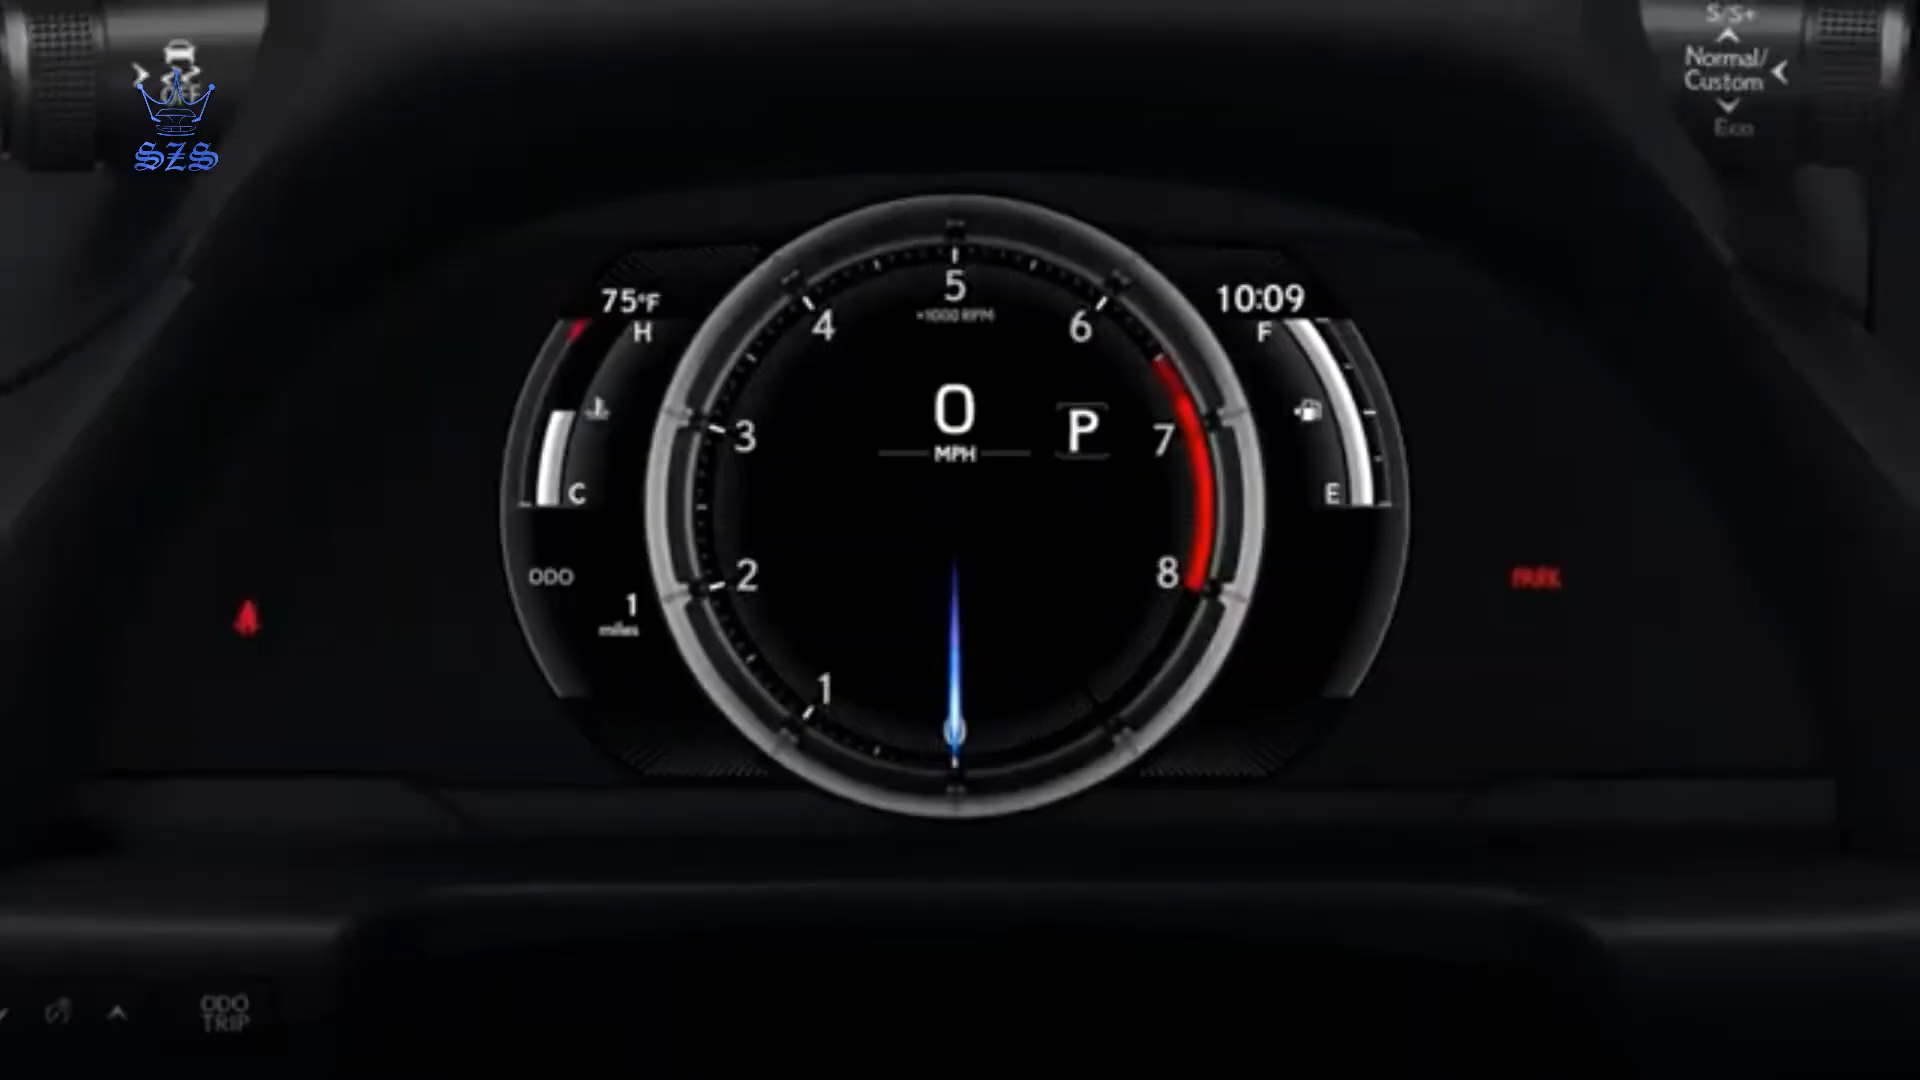 S/S+
Normal/
Custom
Eco
OFF
SZS
75°F
H
C
ODO
1
miles
5
×1000 RPM
4
6
3
7
2
8
1
0
MPH
P
10:09
F
E
PARK
ODO
TRIP